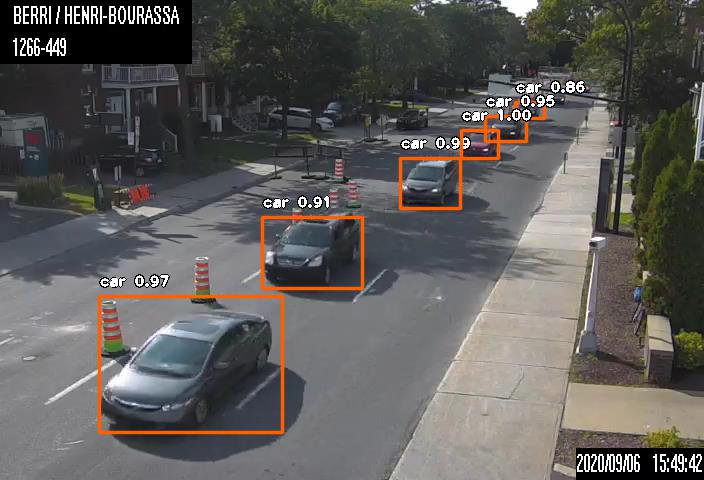 BERRI / HENRI-BOURASSA
1266-449
car 0.86
car 0.95
car 1.00
car 0.99
car 0.91
car 0.97
2020/09/06 15:49:42